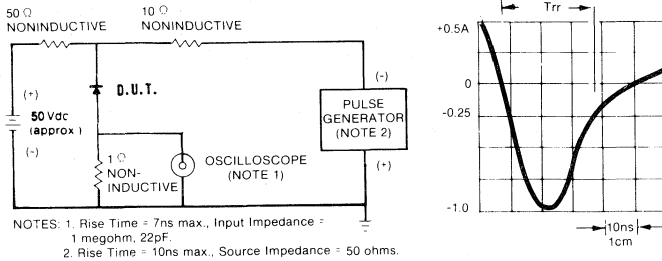 50 Ω
NONINDUCTIVE
10 Ω
NONINDUCTIVE
(+)
50 Vdc
(approx)
(-)
D.U.T.
1 Ω
NON-
INDUCTIVE
OSCILLOSCOPE
(NOTE 1)
(-)
PULSE
GENERATOR
(NOTE 2)
(+)
NOTES: 1. Rise Time = 7ns max., Input Impedance =
1 megohm, 22pF.
2. Rise Time = 10ns max., Source Impedance = 50 ohms.
Trr
+0.5A
0
-0.25
-1.0
10ns
1cm